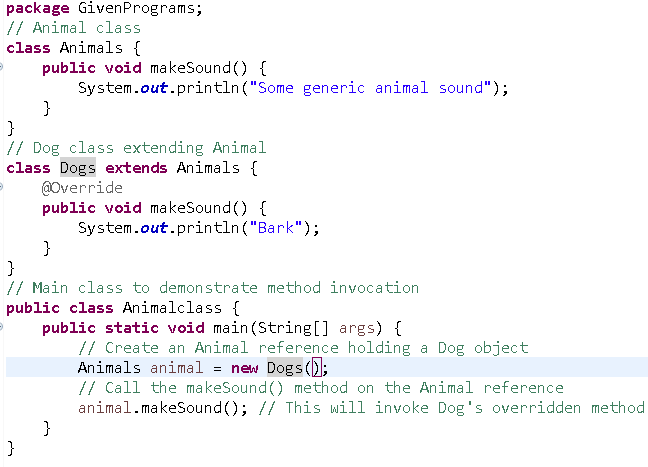 package GivenPrograms;
// Animal class
class Animals {
    public void makeSound() {
        System.out.println("Some generic animal sound");
    }
}
// Dog class extending Animal
class Dogs extends Animals {
    @Override
    public void makeSound() {
        System.out.println("Bark");
    }
}
// Main class to demonstrate method invocation
public class Animalclass {
    public static void main(String[] args) {
        // Create an Animal reference holding a Dog object
        Animals animal = new Dogs();
        // Call the makeSound() method on the Animal reference
        animal.makeSound(); // This will invoke Dog's overridden method
    }
}